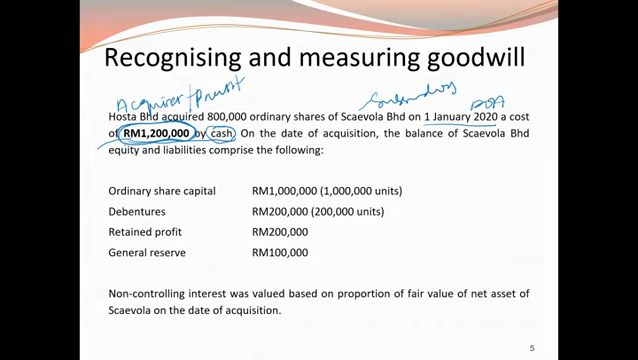 Recognising and measuring goodwill
Acquirer/Parent
Subsidiary
DOA
Hosta Bhd acquired 800,000 ordinary shares of Scaevola Bhd on 1 January 2020 a cost
of RM1,200,000 by cash On the date of acquisition, the balance of Scaevola Bhd
equity and liabilities comprise the following:
Ordinary share capital RM1,000,000 (1,000,000 units)
Debentures RM200,000 (200,000 units)
Retained profit RM200,000
General reserve RM100,000
Non-controlling interest was valued based on proportion of fair value of net asset of
Scaevola on the date of acquisition.
5